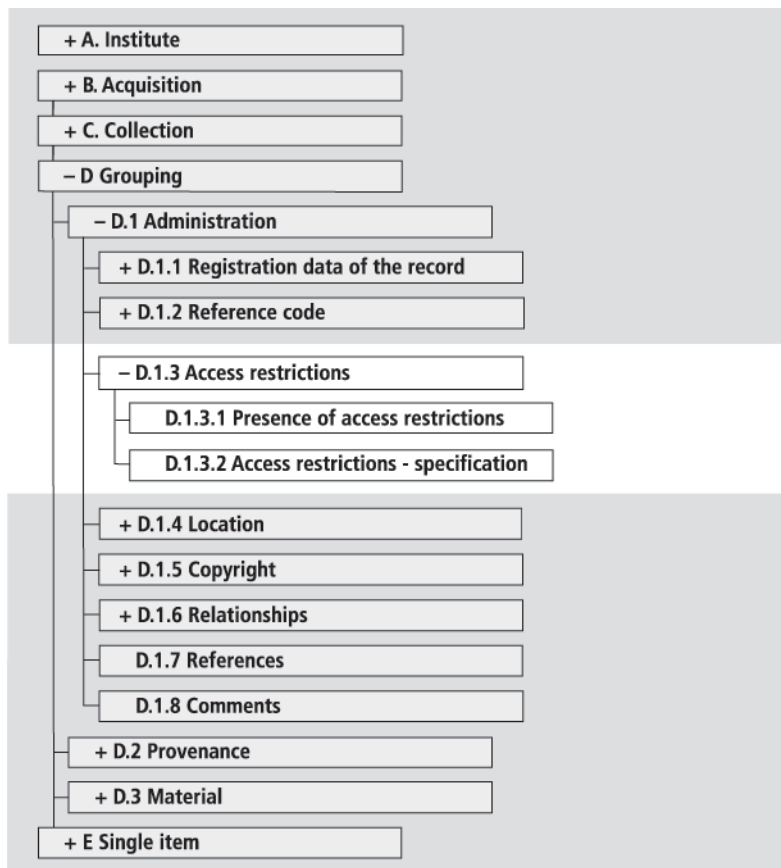 + A. Institute
+ B. Acquisition
+ C. Collection
– D Grouping
– D.1 Administration
+ D.1.1 Registration data of the record
+ D.1.2 Reference code
– D.1.3 Access restrictions
D.1.3.1 Presence of access restrictions
D.1.3.2 Access restrictions - specification
+ D.1.4 Location
+ D.1.5 Copyright
+ D.1.6 Relationships
D.1.7 References
D.1.8 Comments
+ D.2 Provenance
+ D.3 Material
+ E Single item